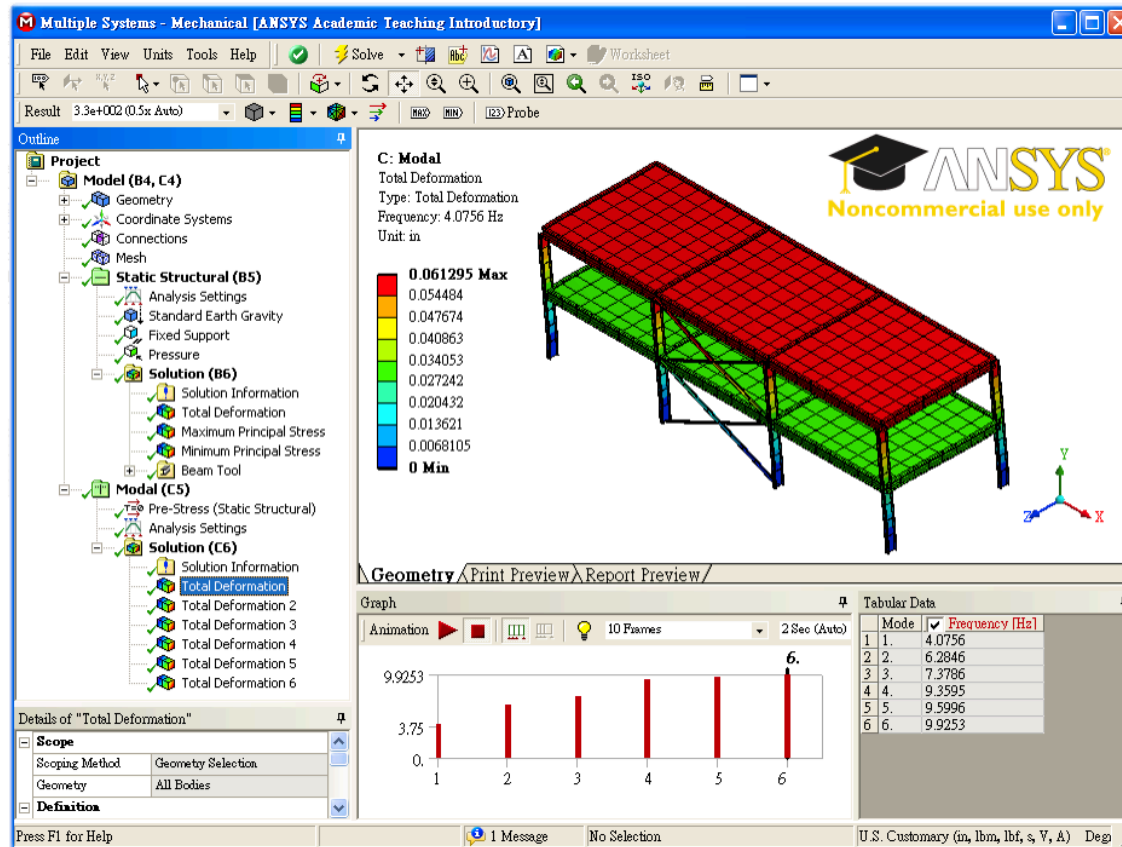 Multiple Systems - Mechanical [ANSYS Academic Teaching Introductory]
File Edit View Units Tools Help Solve Abc A Worksheet
X,Y,Z ISO
Result 3.3e+002 (0.5x Auto) MAX MIN 123 Probe
Outline
Project
Model (B4, C4)
Geometry
Coordinate Systems
Connections
Mesh
Static Structural (B5)
Analysis Settings
Standard Earth Gravity
Fixed Support
Pressure
Solution (B6)
Solution Information
Total Deformation
Maximum Principal Stress
Minimum Principal Stress
Beam Tool
Modal (C5)
T=0 Pre-Stress (Static Structural)
Analysis Settings
Solution (C6)
Solution Information
Total Deformation
Total Deformation 2
Total Deformation 3
Total Deformation 4
Total Deformation 5
Total Deformation 6
Details of "Total Deformation"
Scope
Scoping Method Geometry Selection
Geometry All Bodies
Definition
C: Modal
Total Deformation
Type: Total Deformation
Frequency: 4.0756 Hz
Unit: in
0.061295 Max
0.054484
0.047674
0.040863
0.034053
0.027242
0.020432
0.013621
0.0068105
0 Min
ANSYS
Noncommercial use only
Y
Z X
Geometry Print Preview Report Preview
Graph
Animation 10 Frames 2 Sec (Auto)
6.
9.9253
3.75
0.
1 2 3 4 5 6
Tabular Data
Mode Frequency [Hz]
1 1. 4.0756
2 2. 6.2846
3 3. 7.3786
4 4. 9.3595
5 5. 9.5996
6 6. 9.9253
Press F1 for Help 1 Message No Selection U.S. Customary (in, lbm, lbf, s, V, A) Deg